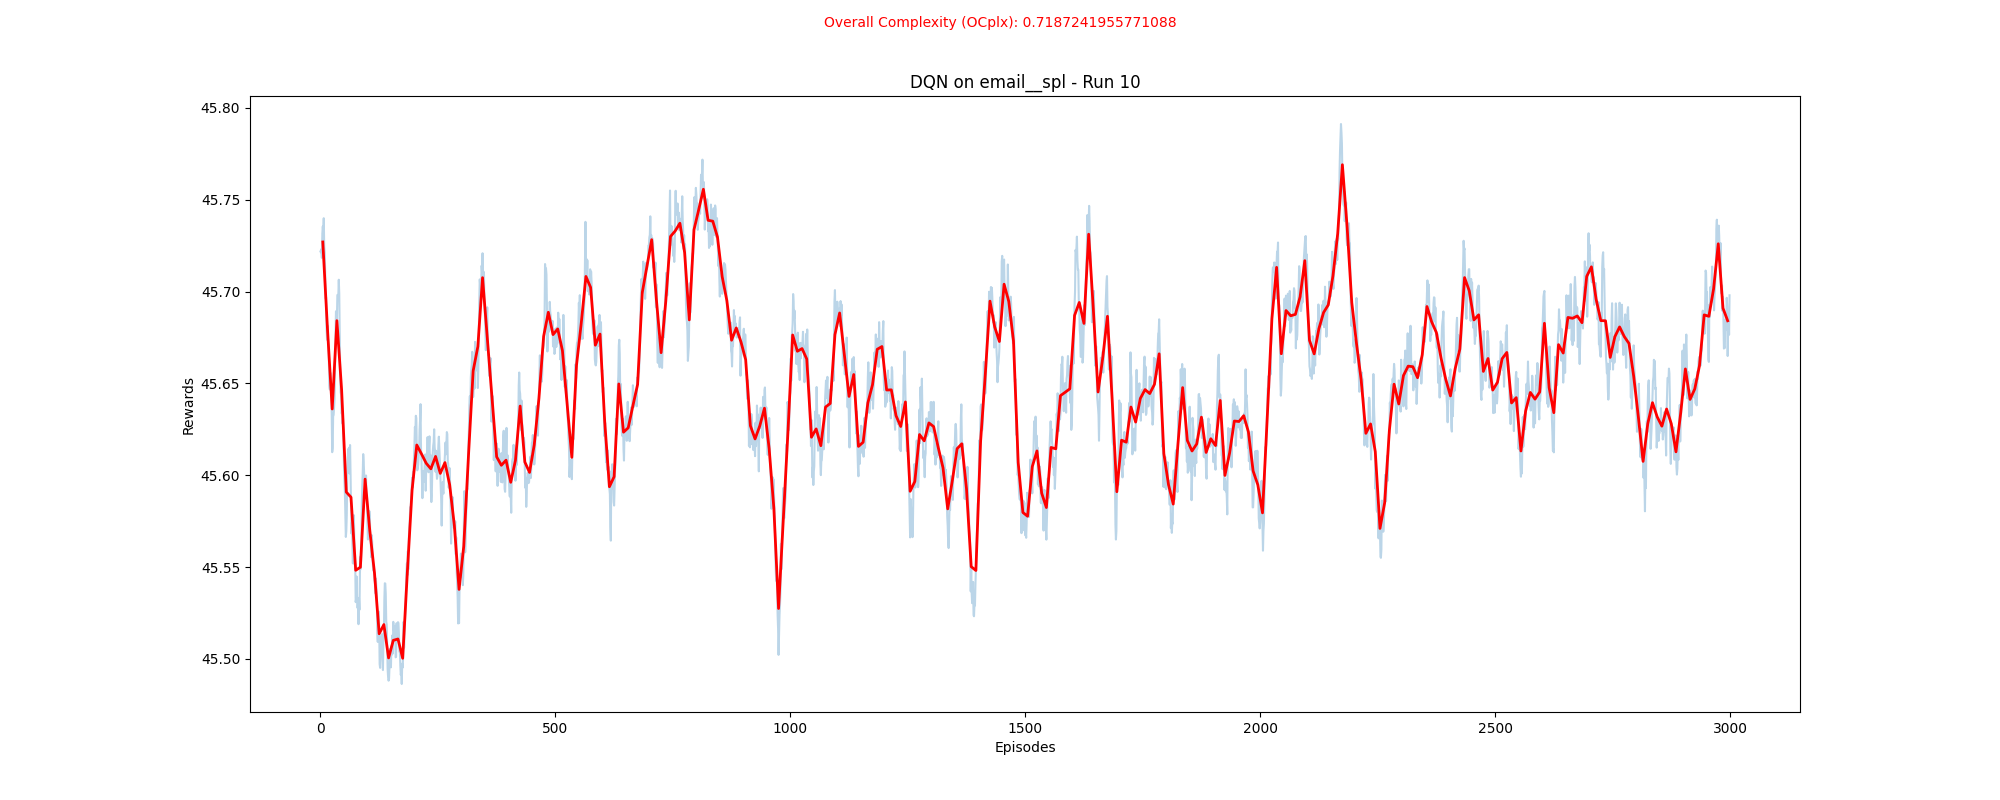 Overall Complexity (OCplx): 0.7187241955771088
DQN on email__spl - Run 10
45.80
45.75
45.70
45.65
45.60
45.55
45.50
Rewards
0 500 1000 1500 2000 2500 3000
Episodes